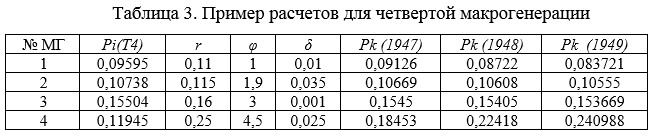 Таблица 3. Пример расчетов для четвертой макрогенерации
№ МГ Pi(T4) r φ δ Pk (1947) Pk (1948) Pk (1949)
1 0,09595 0,11 1 0,01 0,09126 0,08722 0,083721
2 0,10738 0,115 1,9 0,035 0,10669 0,10608 0,10555
3 0,15504 0,16 3 0,001 0,1545 0,15405 0,153669
4 0,11945 0,25 4,5 0,025 0,18453 0,22418 0,240988